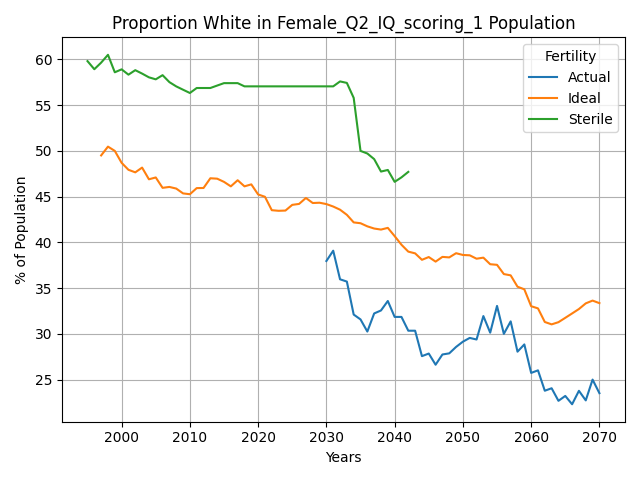 Proportion White in Female_Q2_IQ_scoring_1 Population
Fertility
Actual
Ideal
Sterile
% of Population
60
55
50
45
40
35
30
25
2000
2010
2020
2030
2040
2050
2060
2070
Years